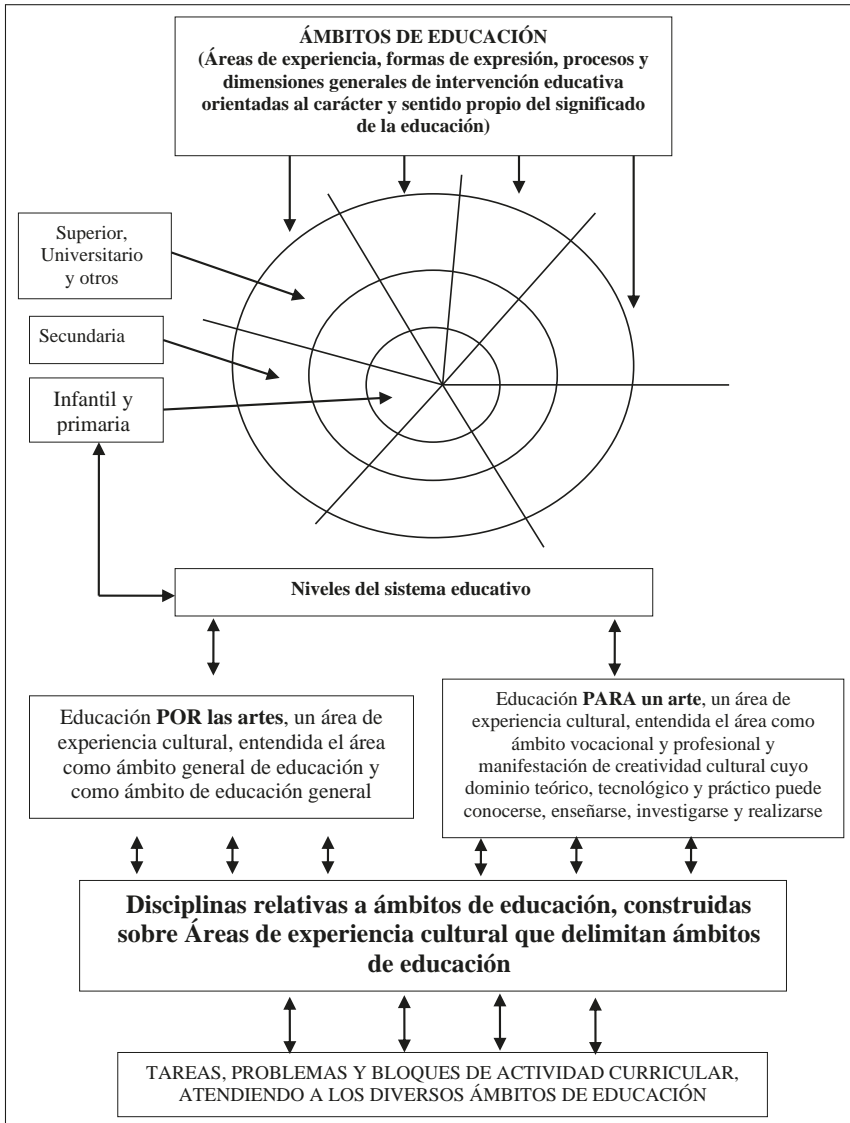 ÁMBITOS DE EDUCACIÓN
(Áreas de experiencia, formas de expresión, procesos y
dimensiones generales de intervención educativa
orientadas al carácter y sentido propio del significado
de la educación)
Superior,
Universitario
y otros
Secundaria
Infantil y
primaria
Niveles del sistema educativo
Educación POR las artes, un área de
experiencia cultural, entendida el área
como ámbito general de educación y
como ámbito de educación general
Educación PARA un arte, un área de
experiencia cultural, entendida el área como
ámbito vocacional y profesional y
manifestación de creatividad cultural cuyo
dominio teórico, tecnológico y práctico puede
conocerse, enseñarse, investigarse y realizarse
Disciplinas relativas a ámbitos de educación, construidas
sobre Áreas de experiencia cultural que delimitan ámbitos
de educación
TAREAS, PROBLEMAS Y BLOQUES DE ACTIVIDAD CURRICULAR,
ATENDIENDO A LOS DIVERSOS ÁMBITOS DE EDUCACIÓN